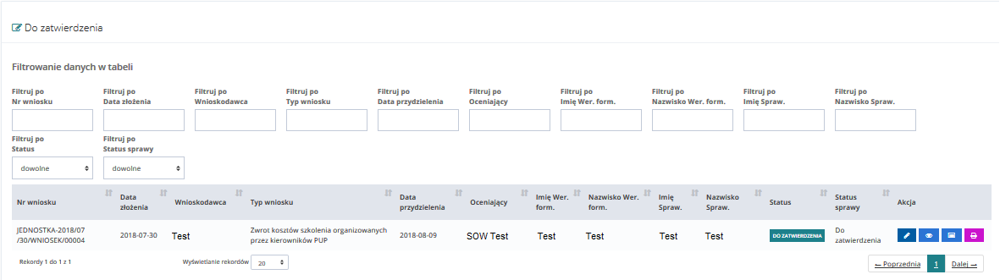 Do zatwierdzenia
Filtrowanie danych w tabeli
Filtruj po Nr wniosku
Filtruj po Data złożenia
Filtruj po Wnioskodawca
Filtruj po Typ wniosku
Filtruj po Data przydzielenia
Filtruj po Oceniający
Filtruj po Imię Wer. form.
Filtruj po Nazwisko Wer. form.
Filtruj po Imię Spraw.
Filtruj po Nazwisko Spraw.
Filtruj po Status
dowolne
Filtruj po Status sprawy
dowolne
Nr wniosku
Data złożenia
Wnioskodawca
Typ wniosku
Data przydzielenia
Oceniający
Imię Wer. form.
Nazwisko Wer. form.
Imię Spraw.
Nazwisko Spraw.
Status
Status sprawy
Akcja
JEDNOSTKA-2018/07
/30/WNIOSEK/00004
2018-07-30
Test
Zwrot kosztów szkolenia organizowanych
przez kierowników PUP
2018-08-09
SOW Test
Test
Test
Test
Test
DO ZATWIERDZENIA
Do
zatwierdzenia
Rekordy 1 do 1 z 1
Wyświetlanie rekordów 20
← Poprzednia 1 Dalej →